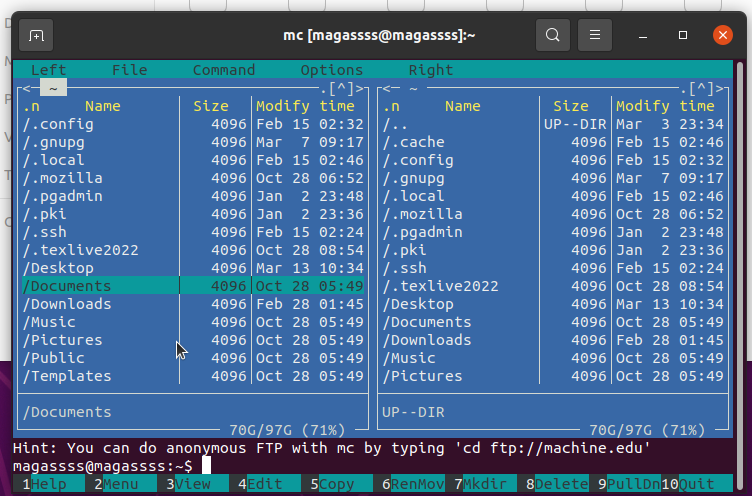 mc [magassss@magassss]:~
Left File Command Options Right
<─ ~ ─.[^]>
.n Name Size Modify time
/.config 4096 Feb 15 02:32
/.gnupg 4096 Mar 7 09:17
/.local 4096 Feb 15 02:46
/.mozilla 4096 Oct 28 06:52
/.pgadmin 4096 Jan 2 23:48
/.pki 4096 Jan 2 23:36
/.ssh 4096 Feb 15 02:24
/.texlive2022 4096 Oct 28 08:54
/Desktop 4096 Mar 13 10:34
/Documents 4096 Oct 28 05:49
/Downloads 4096 Feb 28 01:45
/Music 4096 Oct 28 05:49
/Pictures 4096 Oct 28 05:49
/Public 4096 Oct 28 05:49
/Templates 4096 Oct 28 05:49
/Documents
70G/97G (71%)
<─ ~ ─.[^]>
.n Name Size Modify time
/.. UP--DIR Mar 3 23:34
/.cache 4096 Feb 15 02:46
/.config 4096 Feb 15 02:32
/.gnupg 4096 Mar 7 09:17
/.local 4096 Feb 15 02:46
/.mozilla 4096 Oct 28 06:52
/.pgadmin 4096 Jan 2 23:48
/.pki 4096 Jan 2 23:36
/.ssh 4096 Feb 15 02:24
/.texlive2022 4096 Oct 28 08:54
/Desktop 4096 Mar 13 10:34
/Documents 4096 Oct 28 05:49
/Downloads 4096 Feb 28 01:45
/Music 4096 Oct 28 05:49
/Pictures 4096 Oct 28 05:49
UP--DIR
70G/97G (71%)
Hint: You can do anonymous FTP with mc by typing 'cd ftp://machine.edu'
magassss@magassss:~$
1Help 2Menu 3View 4Edit 5Copy 6RenMov 7Mkdir 8Delete 9PullDn 10Quit